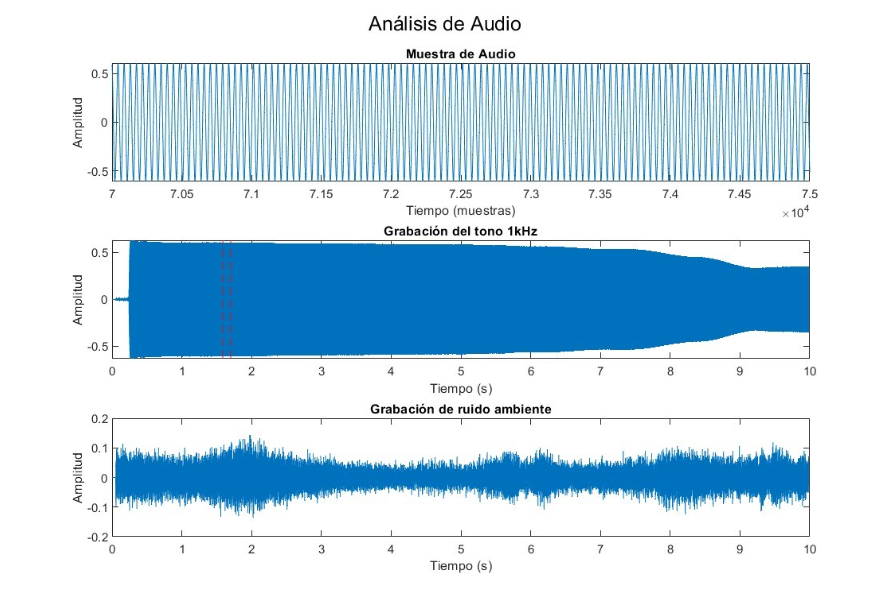 Análisis de Audio
Muestra de Audio
Amplitud
0.5
0
-0.5
7 7.05 7.1 7.15 7.2 7.25 7.3 7.35 7.4 7.45 7.5
Tiempo (muestras)
×10^4
Grabación del tono 1kHz
Amplitud
0.5
0
-0.5
0 1 2 3 4 5 6 7 8 9 10
Tiempo (s)
Grabación de ruido ambiente
Amplitud
0.2
0.1
0
-0.1
-0.2
0 1 2 3 4 5 6 7 8 9 10
Tiempo (s)